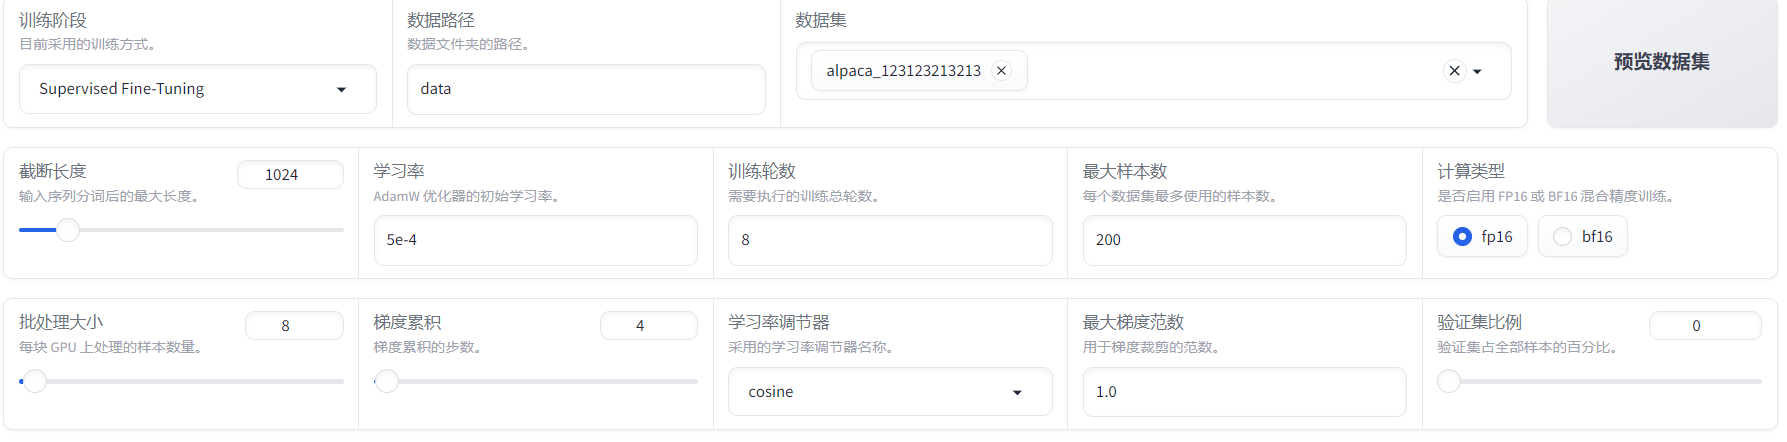 训练阶段
目前采用的训练方式。
Supervised Fine-Tuning
数据路径
数据文件夹的路径。
data
数据集
alpaca_123123213213
预览数据集
截断长度
1024
输入序列分词后的最大长度。
学习率
AdamW 优化器的初始学习率。
5e-4
训练轮数
需要执行的训练总轮数。
8
最大样本数
每个数据集最多使用的样本数。
200
计算类型
是否启用 FP16 或 BF16 混合精度训练。
fp16
bf16
批处理大小
8
每块 GPU 上处理的样本数量。
梯度累积
4
梯度累积的步数。
学习率调节器
采用的学习率调节器名称。
cosine
最大梯度范数
用于梯度裁剪的范数。
1.0
验证集比例
0
验证集占全部样本的百分比。